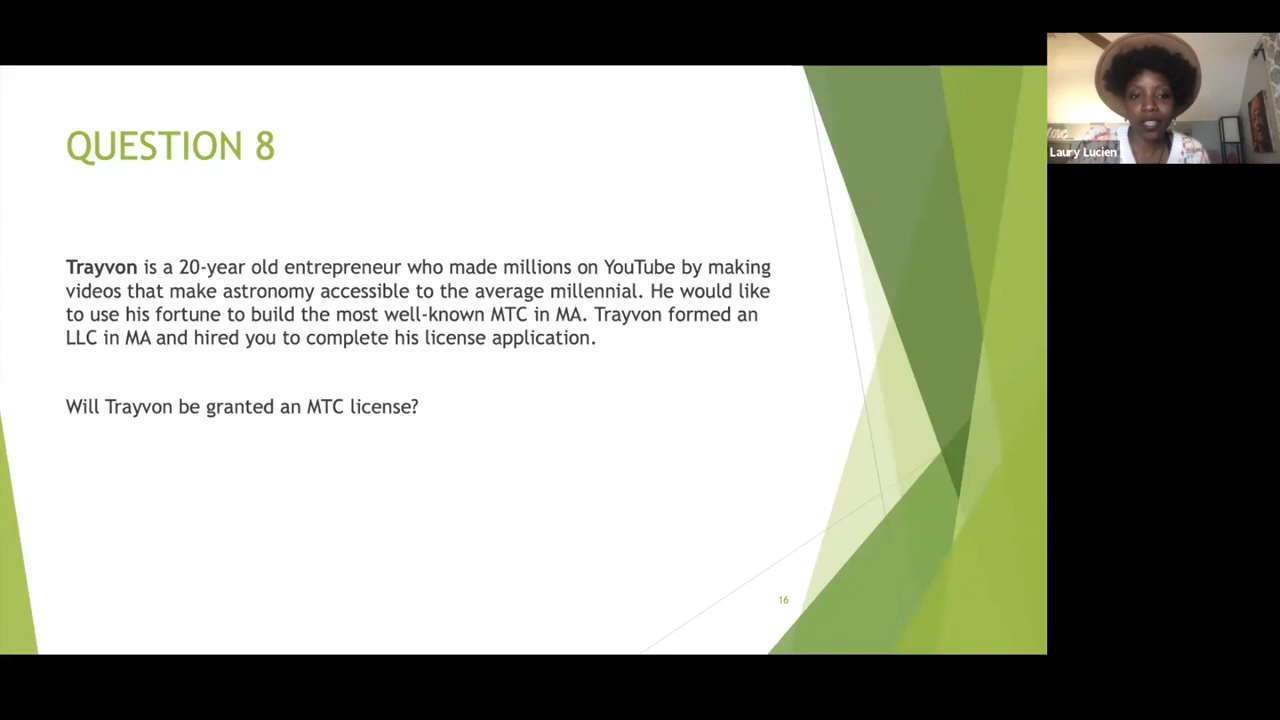 QUESTION 8
Trayvon is a 20-year old entrepreneur who made millions on YouTube by making
videos that make astronomy accessible to the average millennial. He would like
to use his fortune to build the most well-known MTC in MA. Trayvon formed an
LLC in MA and hired you to complete his license application.
Will Trayvon be granted an MTC license?
16
Laury Lucien